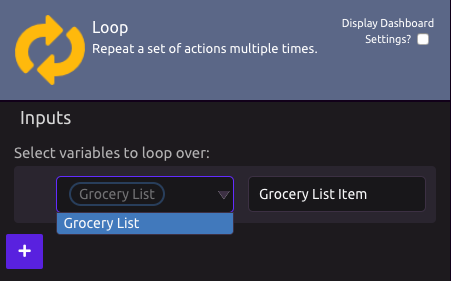 Loop
Repeat a set of actions multiple times.
Display Dashboard
Settings?
Inputs
Select variables to loop over:
Grocery List
Grocery List Item
Grocery List
+